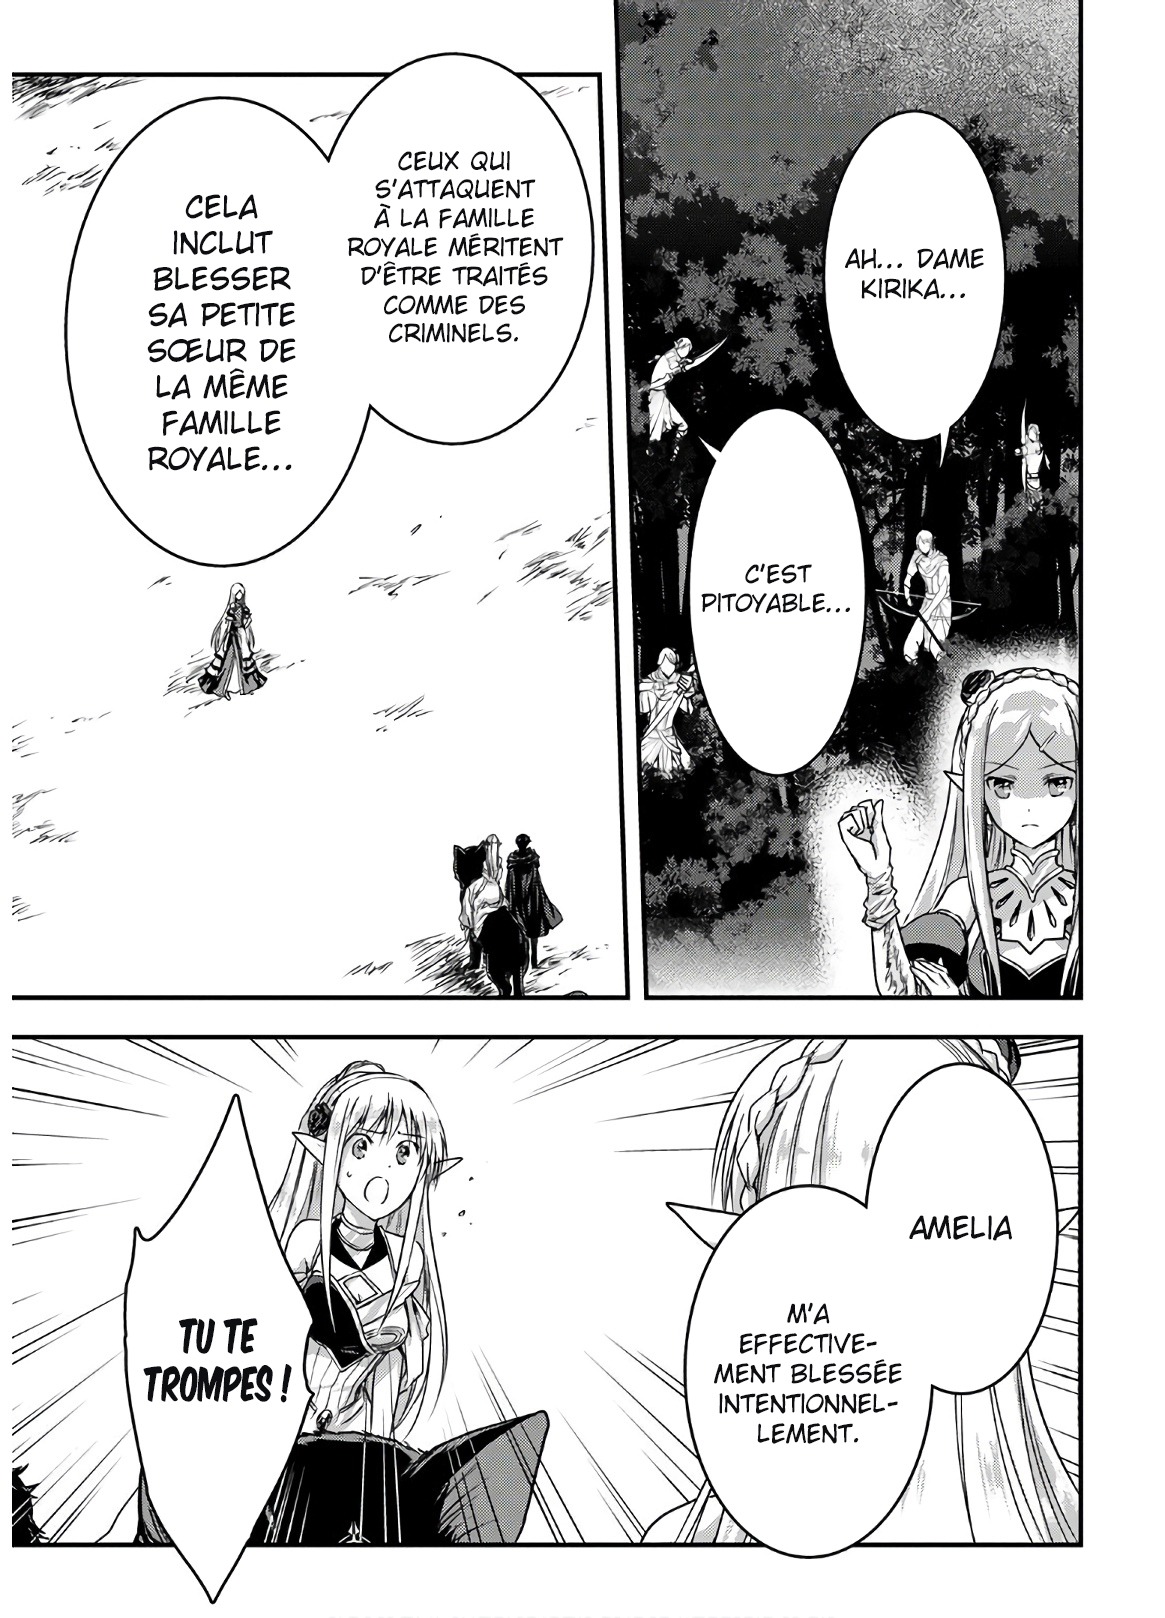 AH... DAME
KIRIKA...
C'EST
PITOYABLE...
CEUX QUI
S'ATTAQUENT
À LA FAMILLE
ROYALE MÉRITENT
D'ÊTRE TRAITÉS
COMME DES
CRIMINELS.
CELA
INCLUT
BLESSER
SA PETITE
SŒUR DE
LA MÊME
FAMILLE
ROYALE...
AMELIA
M'A
EFFECTIVE-
MENT BLESSÉE
INTENTIONNEL-
LEMENT.
TU TE
TROMPES !